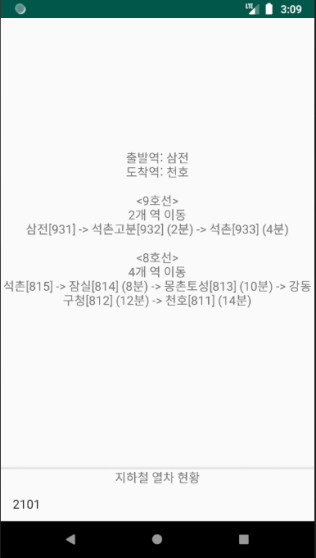 LTE 3:09
출발역: 삼전
도착역: 천호
<9호선>
2개 역 이동
삼전[931] -> 석촌고분[932] (2분) -> 석촌[933] (4분)
<8호선>
4개 역 이동
석촌[815] -> 잠실[814] (8분) -> 몽촌토성[813] (10분) -> 강동
구청[812] (12분) -> 천호[811] (14분)
지하철 열차 현황
2101